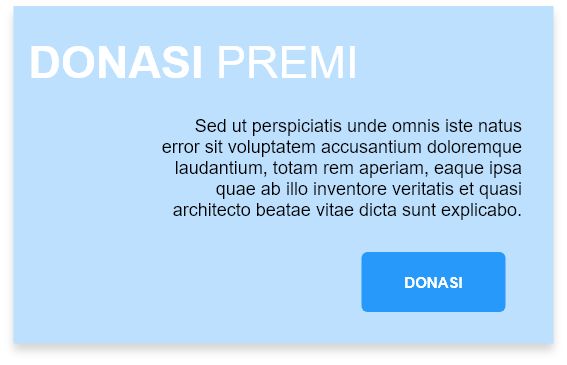 DONASI PREMI
Sed ut perspiciatis unde omnis iste natus
error sit voluptatem accusantium doloremque
laudantium, totam rem aperiam, eaque ipsa
quae ab illo inventore veritatis et quasi
architecto beatae vitae dicta sunt explicabo.
DONASI